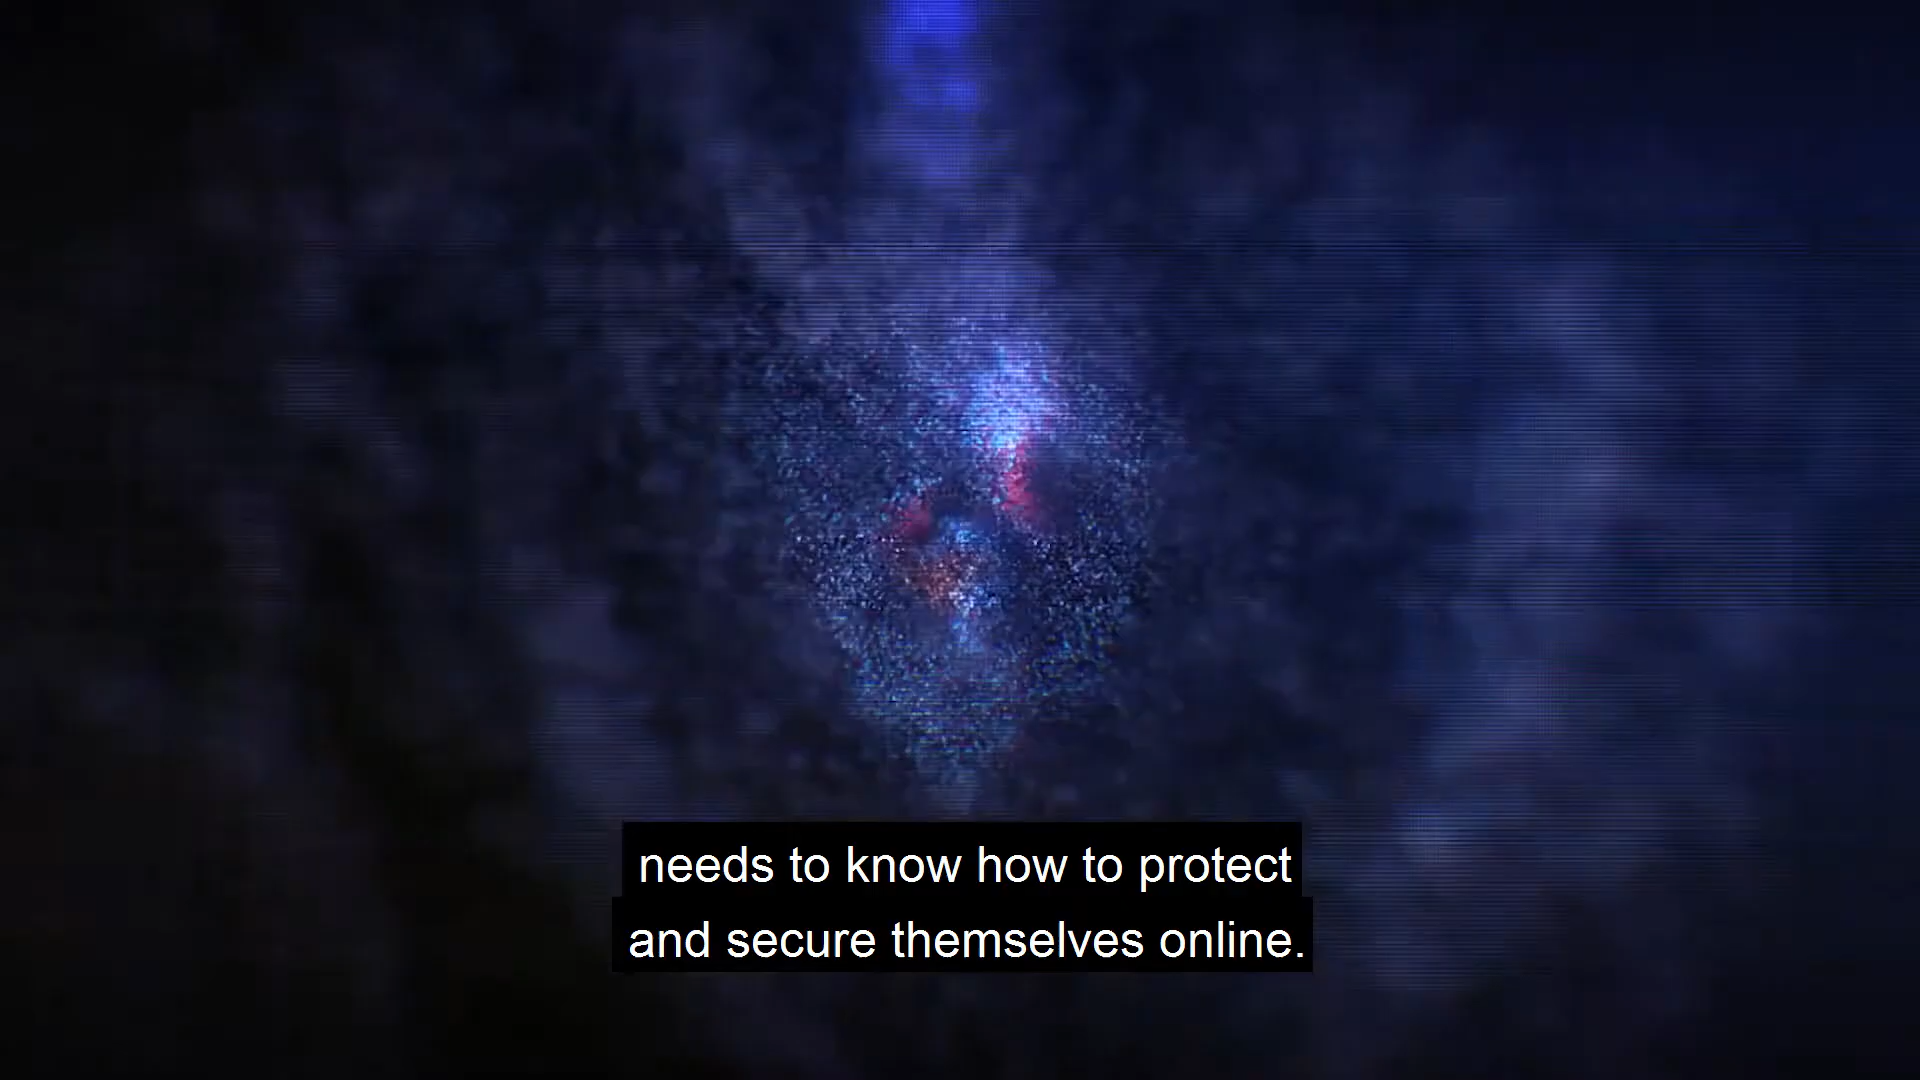 needs to know how to protect
and secure themselves online.